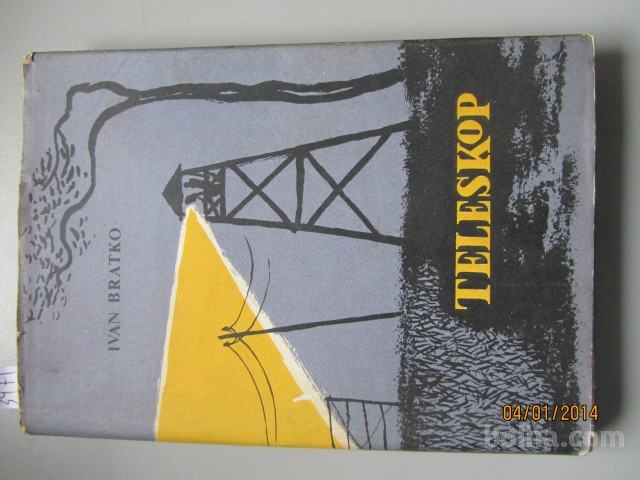 IVAN BRATKO
TELESKOP
04/01/2014
bolha.com